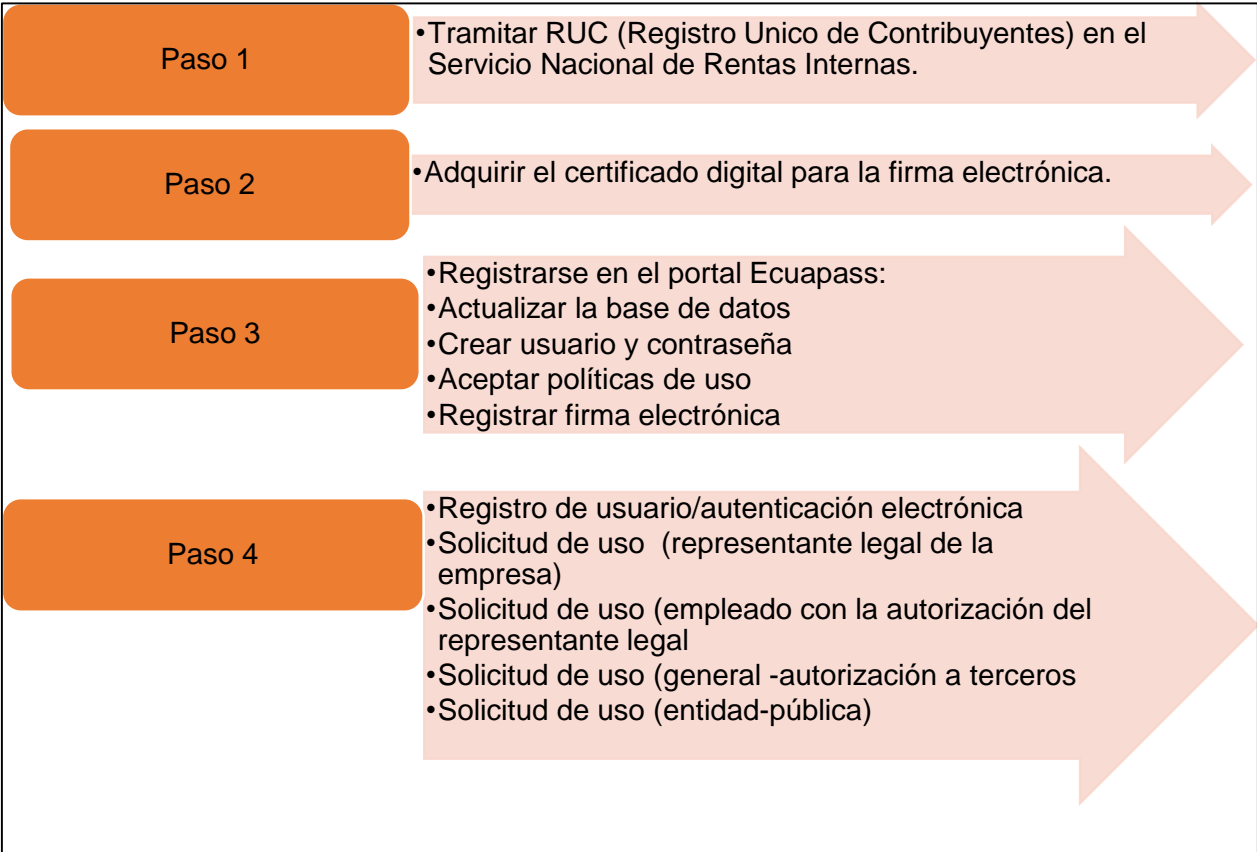 Paso 1
•Tramitar RUC (Registro Unico de Contribuyentes) en el
Servicio Nacional de Rentas Internas.
Paso 2
•Adquirir el certificado digital para la firma electrónica.
Paso 3
•Registrarse en el portal Ecuapass:
•Actualizar la base de datos
•Crear usuario y contraseña
•Aceptar políticas de uso
•Registrar firma electrónica
Paso 4
•Registro de usuario/autenticación electrónica
•Solicitud de uso  (representante legal de la
empresa)
•Solicitud de uso (empleado con la autorización del
representante legal
•Solicitud de uso (general -autorización a terceros
•Solicitud de uso (entidad-pública)